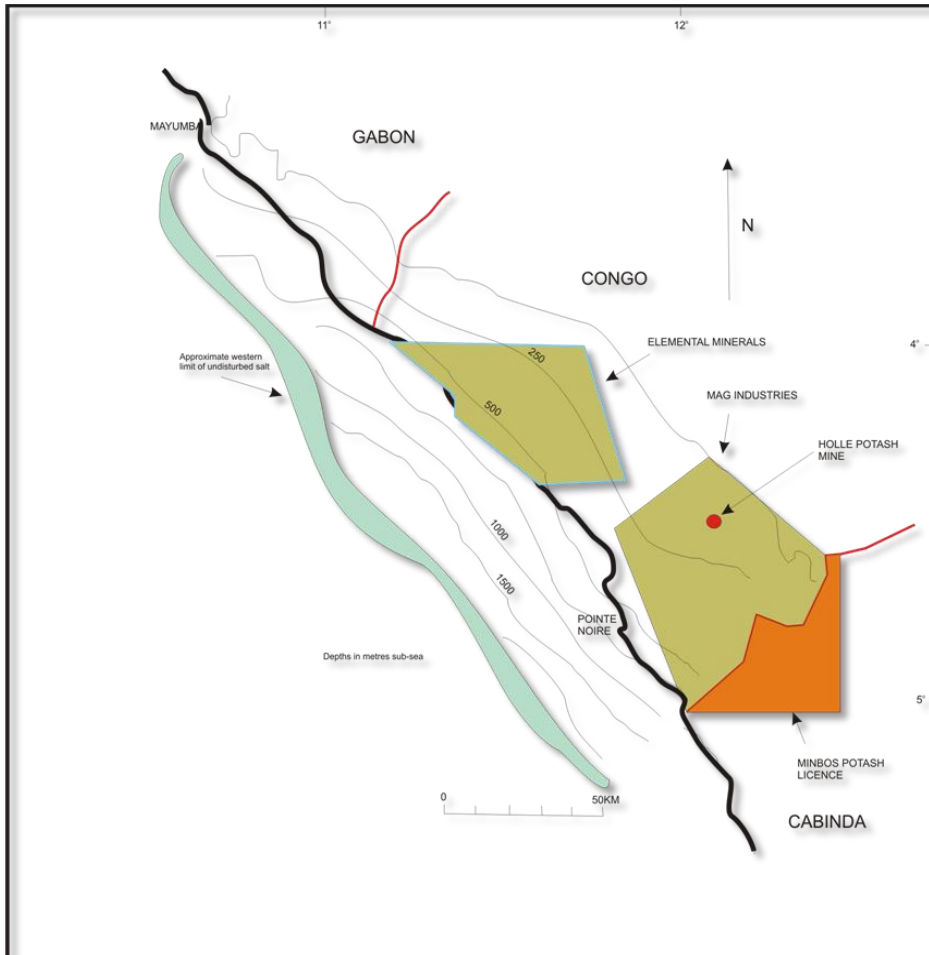 11°
12°
MAYUMBA
GABON
N
CONGO
ELEMENTAL MINERALS
4°
250
Approximate western
limit of undisturbed salt
MAG INDUSTRIES
500
HOLLE POTASH
MINE
1000
1500
POINTE
NOIRE
Depths in metres sub-sea
5°
MINBOS POTASH
LICENCE
0
50KM
CABINDA